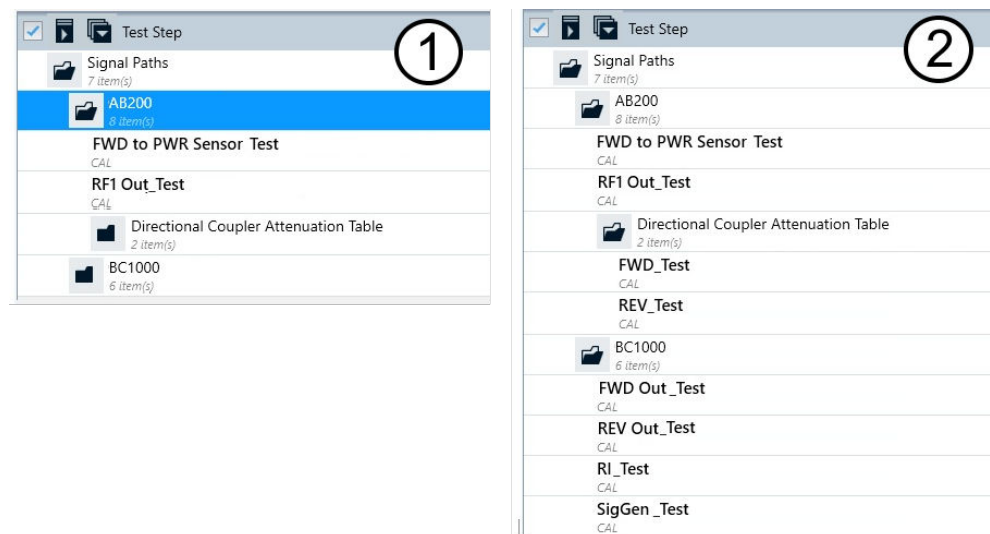 Test Step
1
Signal Paths
7 item(s)
AB200
8 item(s)
FWD to PWR Sensor Test
CAL
RF1 Out_Test
CAL
Directional Coupler Attenuation Table
2 item(s)
BC1000
6 item(s)
Test Step
2
Signal Paths
7 item(s)
AB200
8 item(s)
FWD to PWR Sensor Test
CAL
RF1 Out_Test
CAL
Directional Coupler Attenuation Table
2 item(s)
FWD_Test
CAL
REV_Test
CAL
BC1000
6 item(s)
FWD Out_Test
CAL
REV Out_Test
CAL
RI_Test
CAL
SigGen _Test
CAL